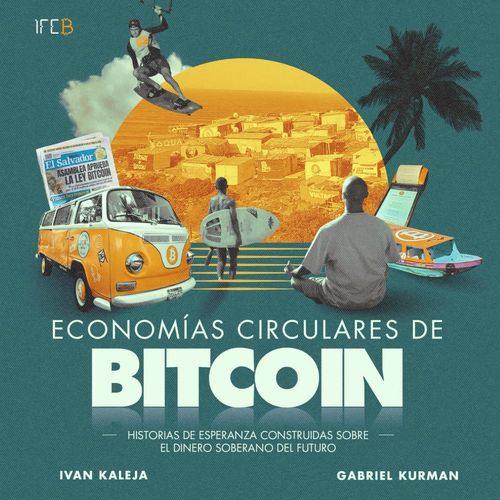 IFEB
El Salvador
ASAMBLEA APRUEBA
LA LEY BITCOIN
ECONOMÍAS CIRCULARES DE
BITCOIN
HISTORIAS DE ESPERANZA CONSTRUIDAS SOBRE
EL DINERO SOBERANO DEL FUTURO
IVAN KALEJA
GABRIEL KURMAN